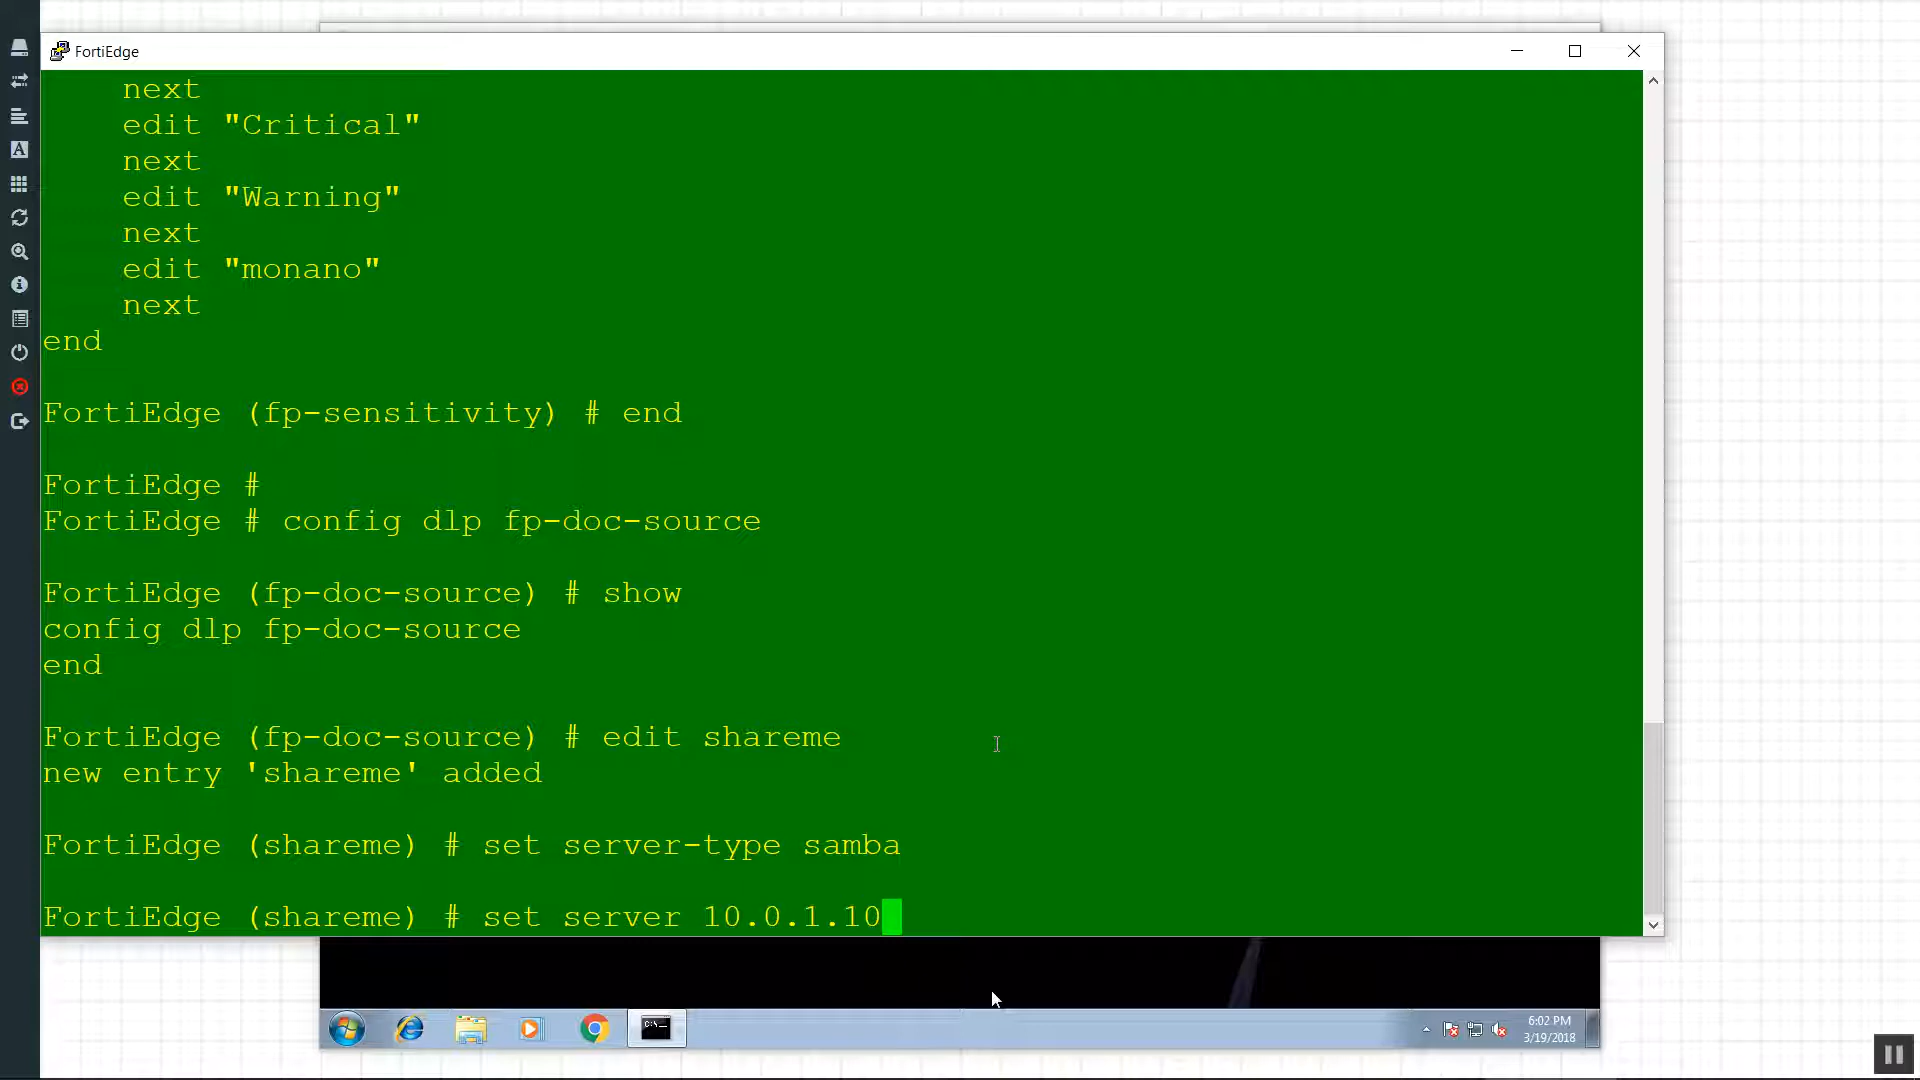 FortiEdge
next
edit "Critical"
next
edit "Warning"
next
edit "monano"
next
end
FortiEdge (fp-sensitivity) # end
FortiEdge #
FortiEdge # config dlp fp-doc-source
FortiEdge (fp-doc-source) # show
config dlp fp-doc-source
end
FortiEdge (fp-doc-source) # edit shareme
new entry 'shareme' added
FortiEdge (shareme) # set server-type samba
FortiEdge (shareme) # set server 10.0.1.10
6:02 PM
3/19/2018